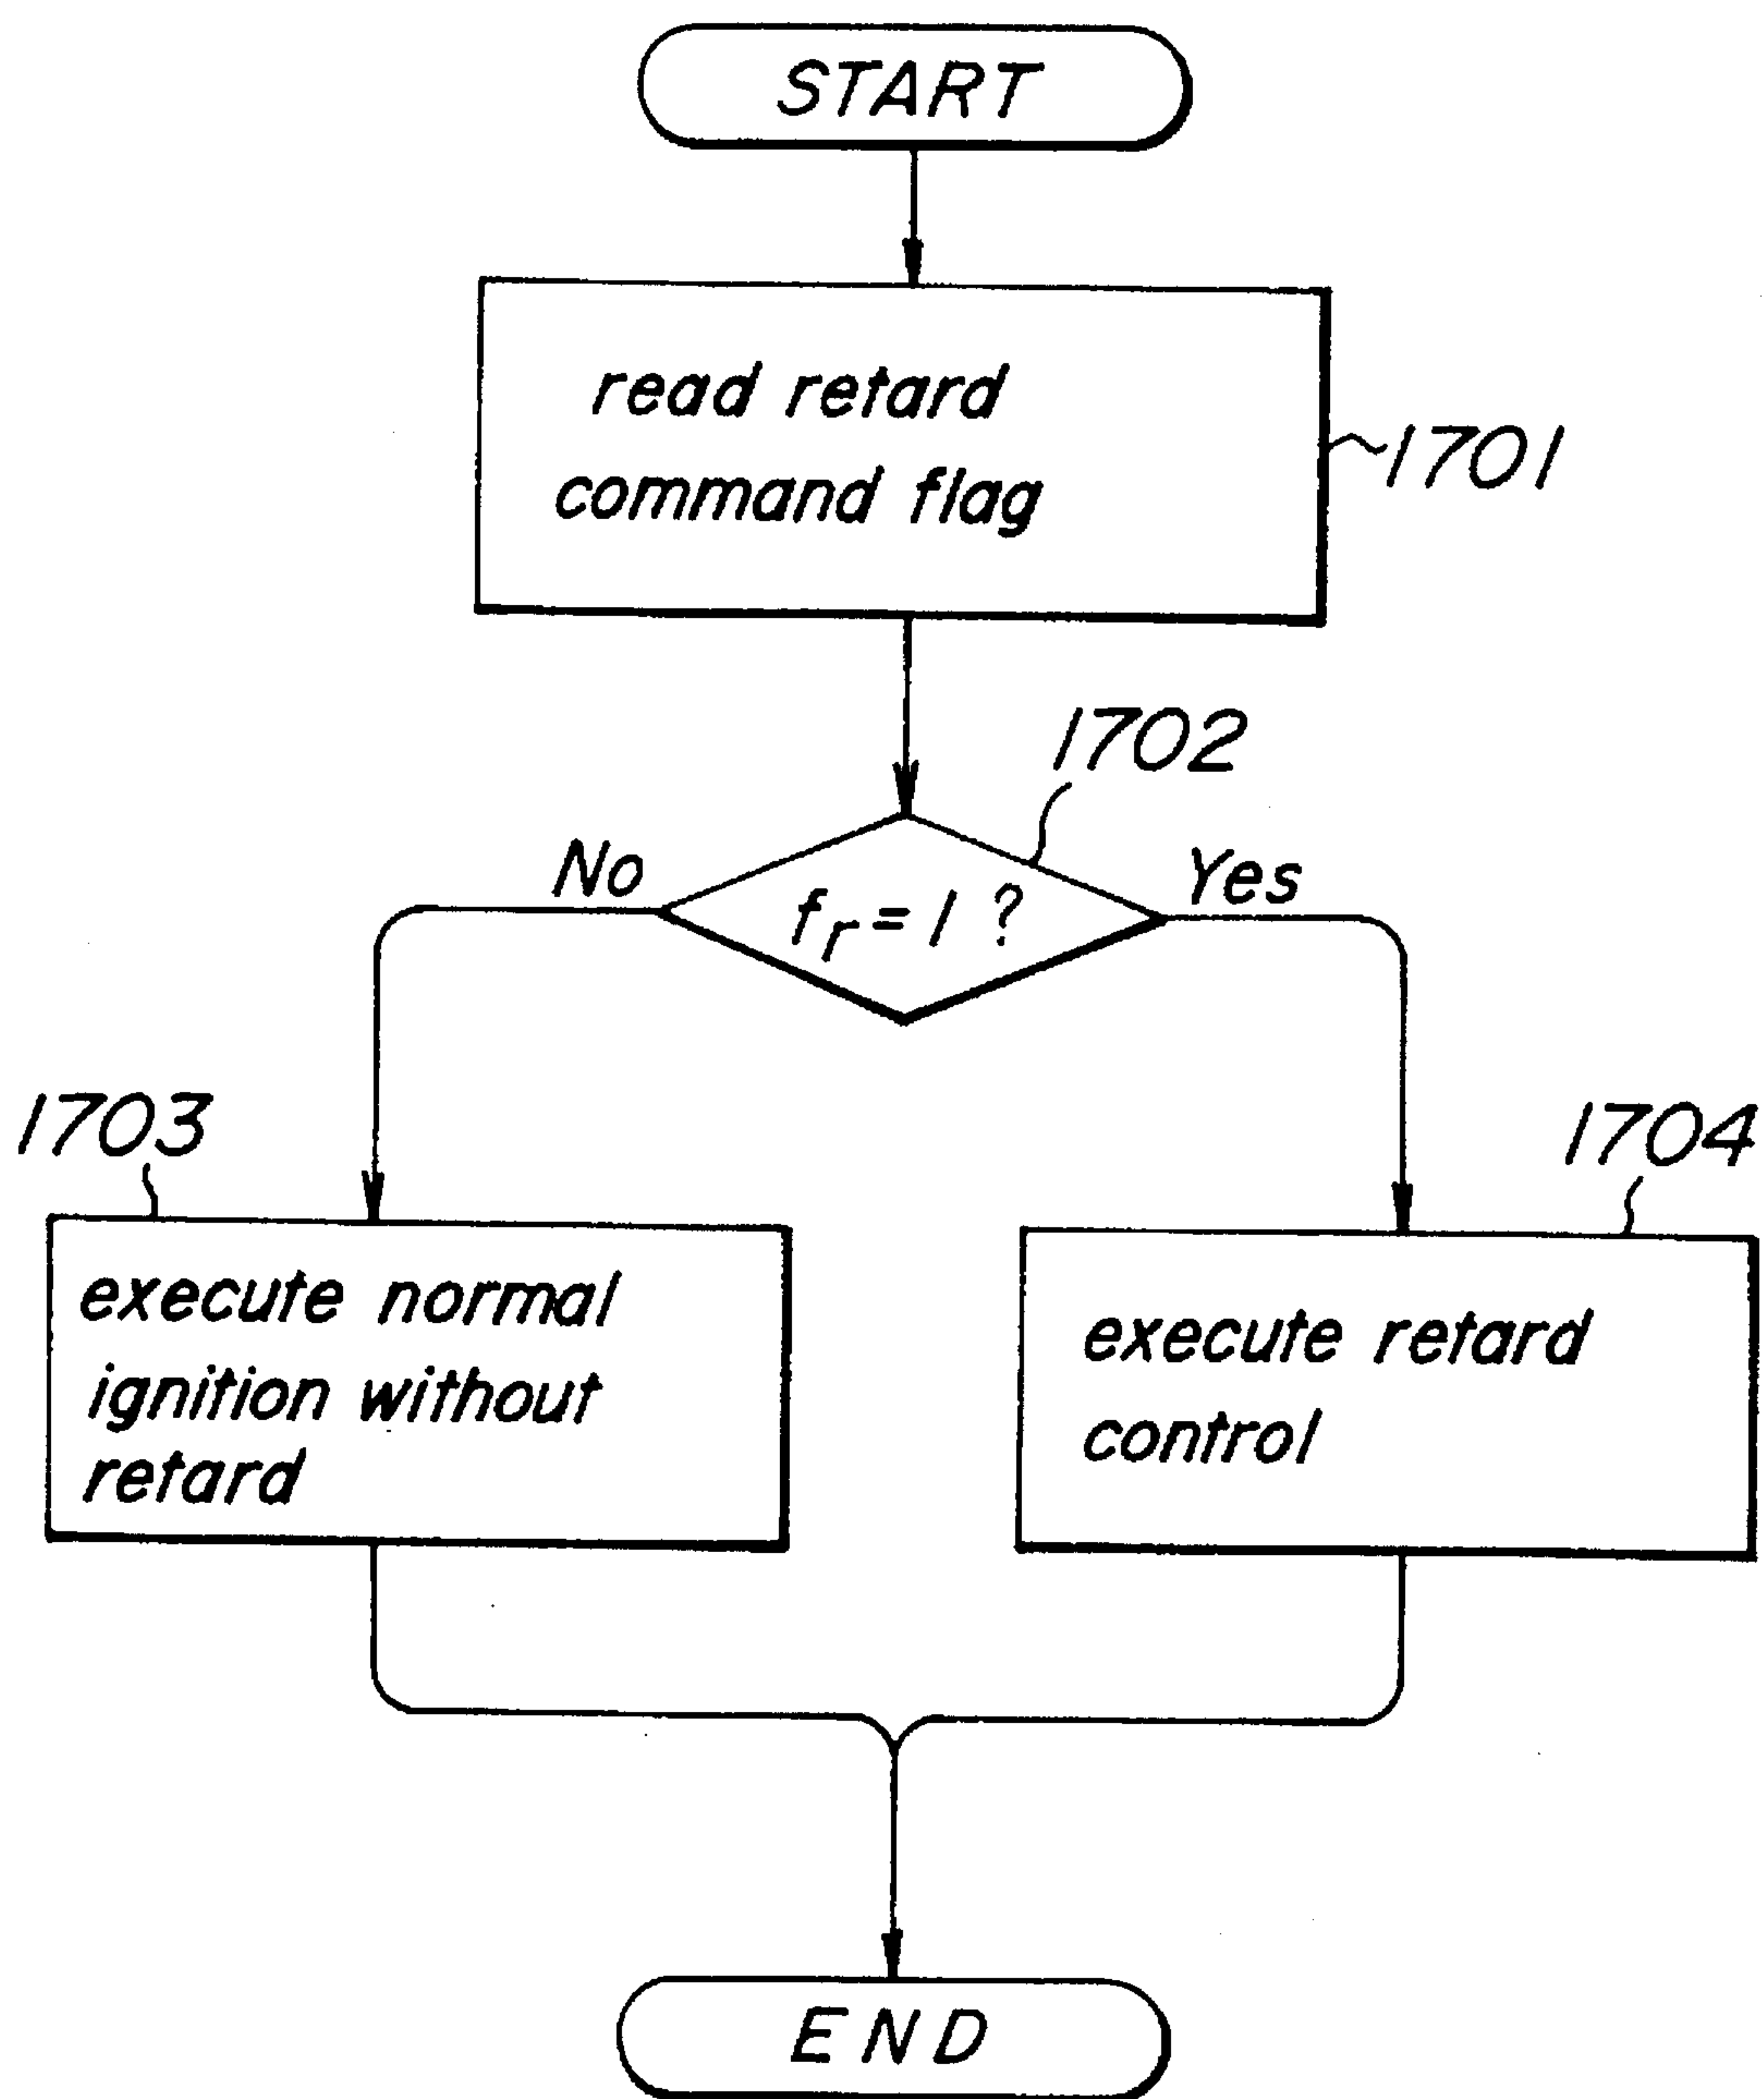 START
read retard
command flag
1701
1702
No
fr = 1 ?
Yes
1703
1704
execute normal
ignition without
retard
execute retard
control
END